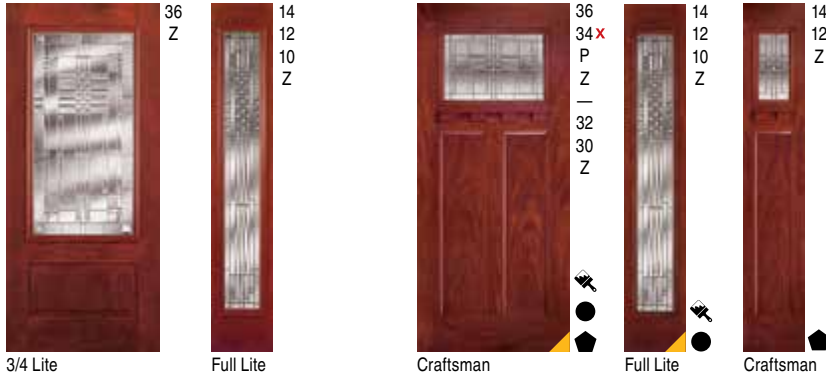 36
Z
3/4 Lite
14
12
10
Z
Full Lite
36
34 x
P
Z
—
32
30
Z
Craftsman
14
12
10
Z
Full Lite
14
12
Z
Craftsman